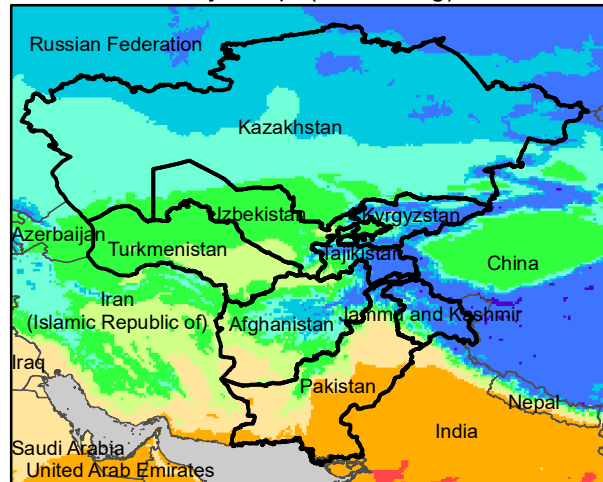 Russian Federation
Kazakhstan
Uzbekistan
Kyrgyzstan
Azerbaijan
Turkmenistan
Tajikistan
China
Iran
(Islamic Republic of)
Afghanistan
Jammu and Kashmir
Iraq
Pakistan
Nepal
India
Saudi Arabia
United Arab Emirates